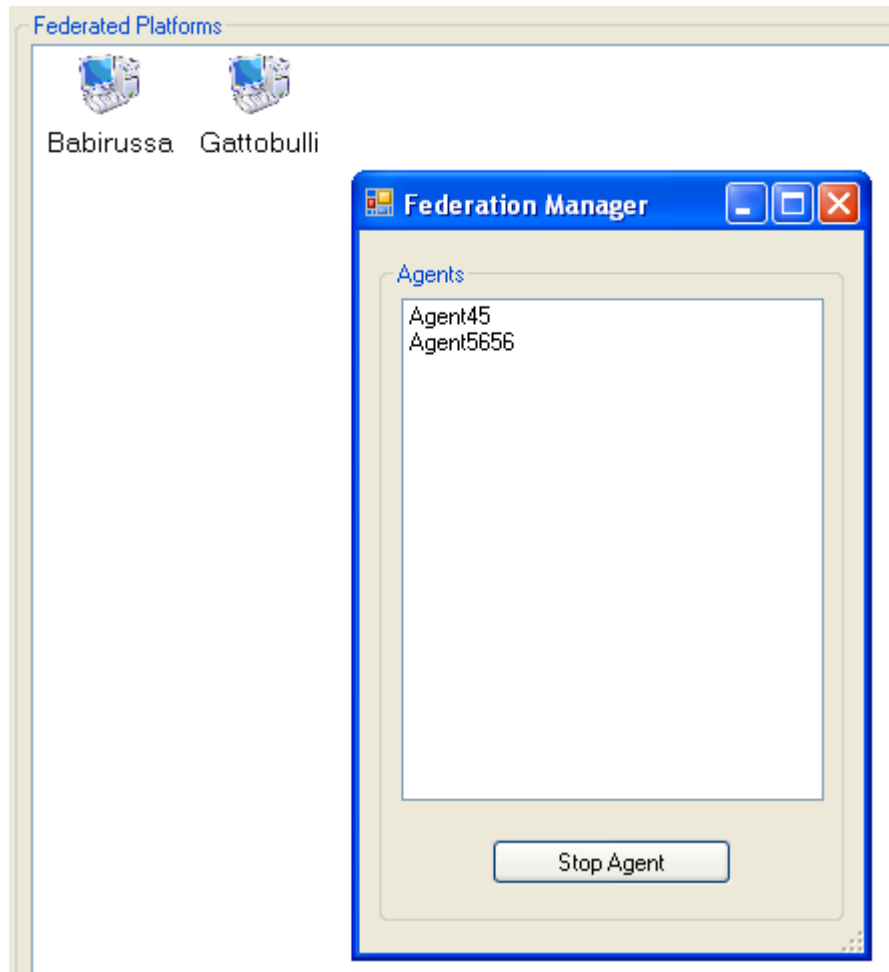 Federated Platforms
Babirussa Gattobulli
Federation Manager
Agents
Agent45
Agent5656
Stop Agent